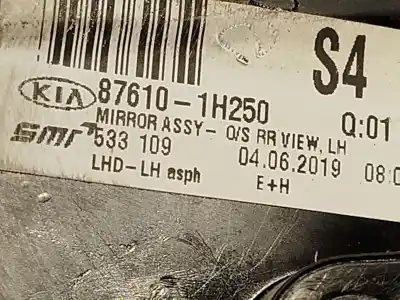 S4
KIA 87610-1H250 Q:01
MIRROR ASSY- O/S RR VIEW, LH
smr 533 109 04.06.2019 08:0
LHD-LH asph E+H